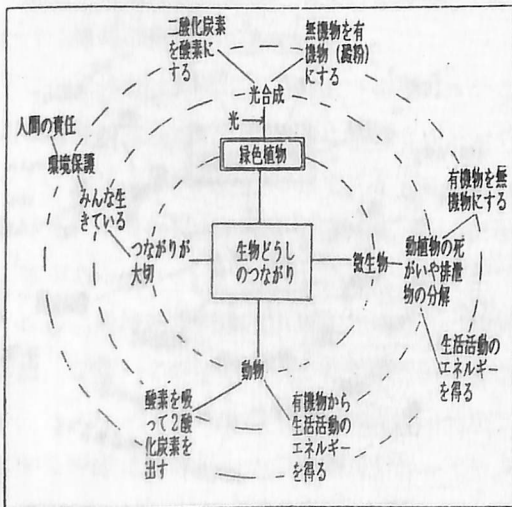 二酸化炭素
を酸素に
する
無機物を有
機物（澱粉）
にする
光合成
光
緑色植物
人間の責任
環境保護
みんな生
きている
つながりが
大切
生物どうし
のつながり
微生物
動植物の死
がいや排泄
物の分解
有機物を無
機物にする
生活活動の
エネルギー
を得る
動物
酸素を吸
って２酸
化炭素を
出す
有機物から
生活活動の
エネルギー
を得る